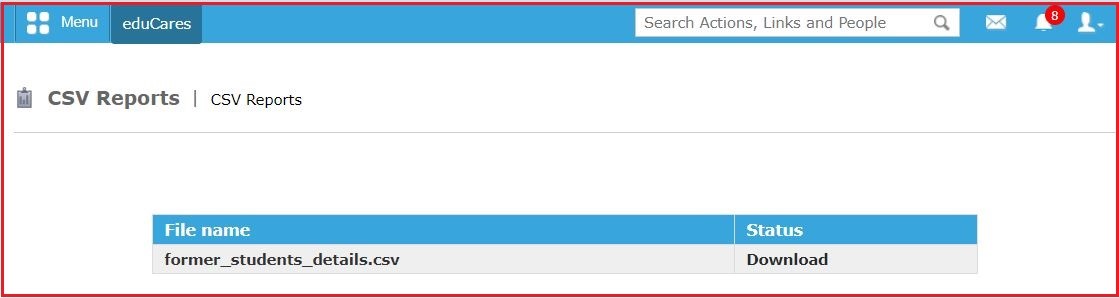 Menu eduCares Search Actions, Links and People 8
CSV Reports | CSV Reports
File name Status
former_students_details.csv Download